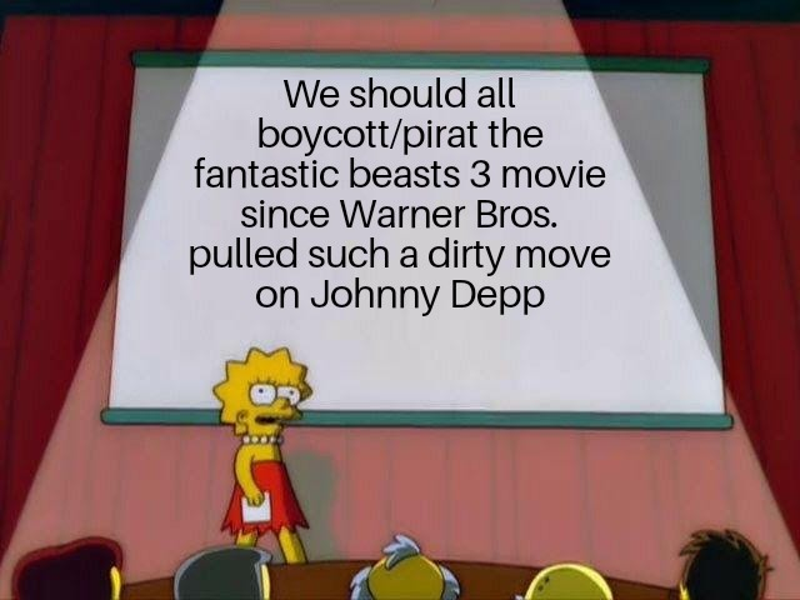 We should all
boycott/pirat the
fantastic beasts 3 movie
since Warner Bros.
pulled such a dirty move
on Johnny Depp